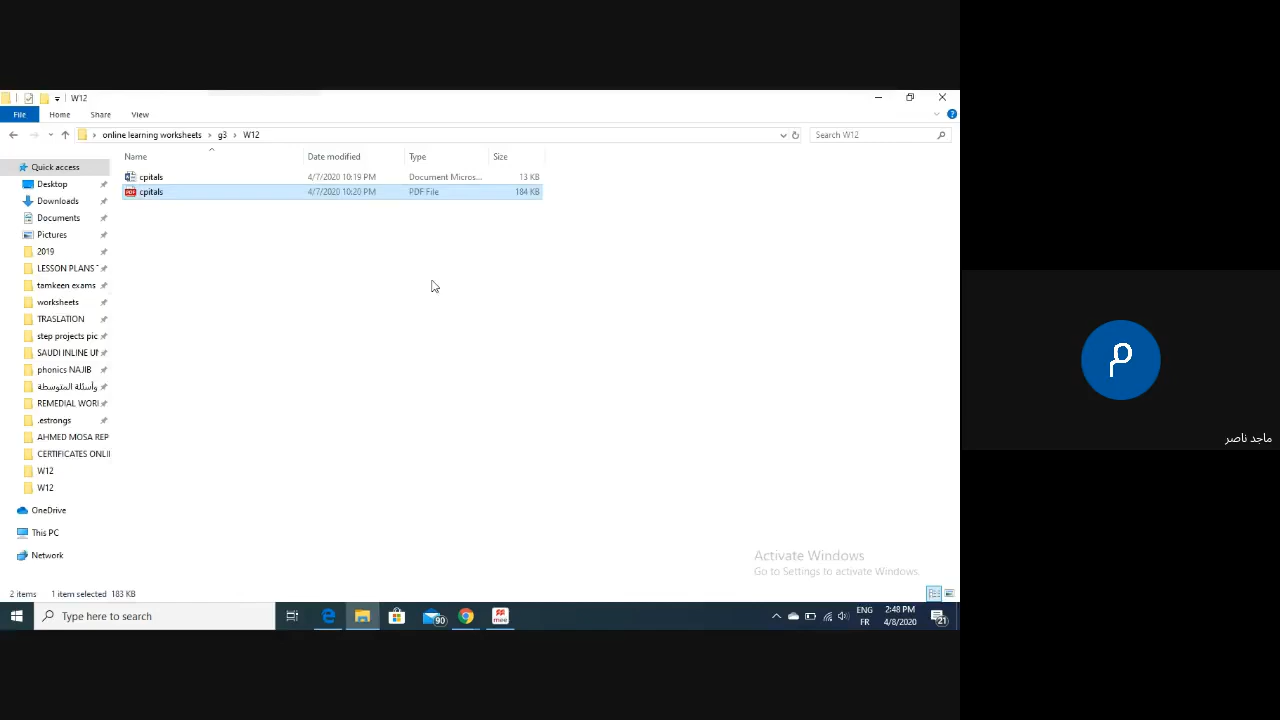 W12
File
Home
Share
View
online learning worksheets
g3
W12
Search W12
Name
Date modified
Type
Size
cpitals
4/7/2020 10:19 PM
Document Micros...
13 KB
cpitals
4/7/2020 10:20 PM
PDF File
184 KB
Quick access
Desktop
Downloads
Documents
Pictures
2019
LESSON PLANS
tamkeen exams
worksheets
TRASLATION
step projects pic
SAUDI INLINE UN
phonics NAJIB
وأسئلة المتوسطة
REMEDIAL WORK
.estrongs
AHMED MOSA REP
CERTIFICATES ONLI
W12
W12
OneDrive
This PC
Network
Activate Windows
Go to Settings to activate Windows.
2 items
1 item selected 183 KB
Type here to search
90
mee
ENG
FR
2:48 PM
4/8/2020
21
م
ماجد ناصر